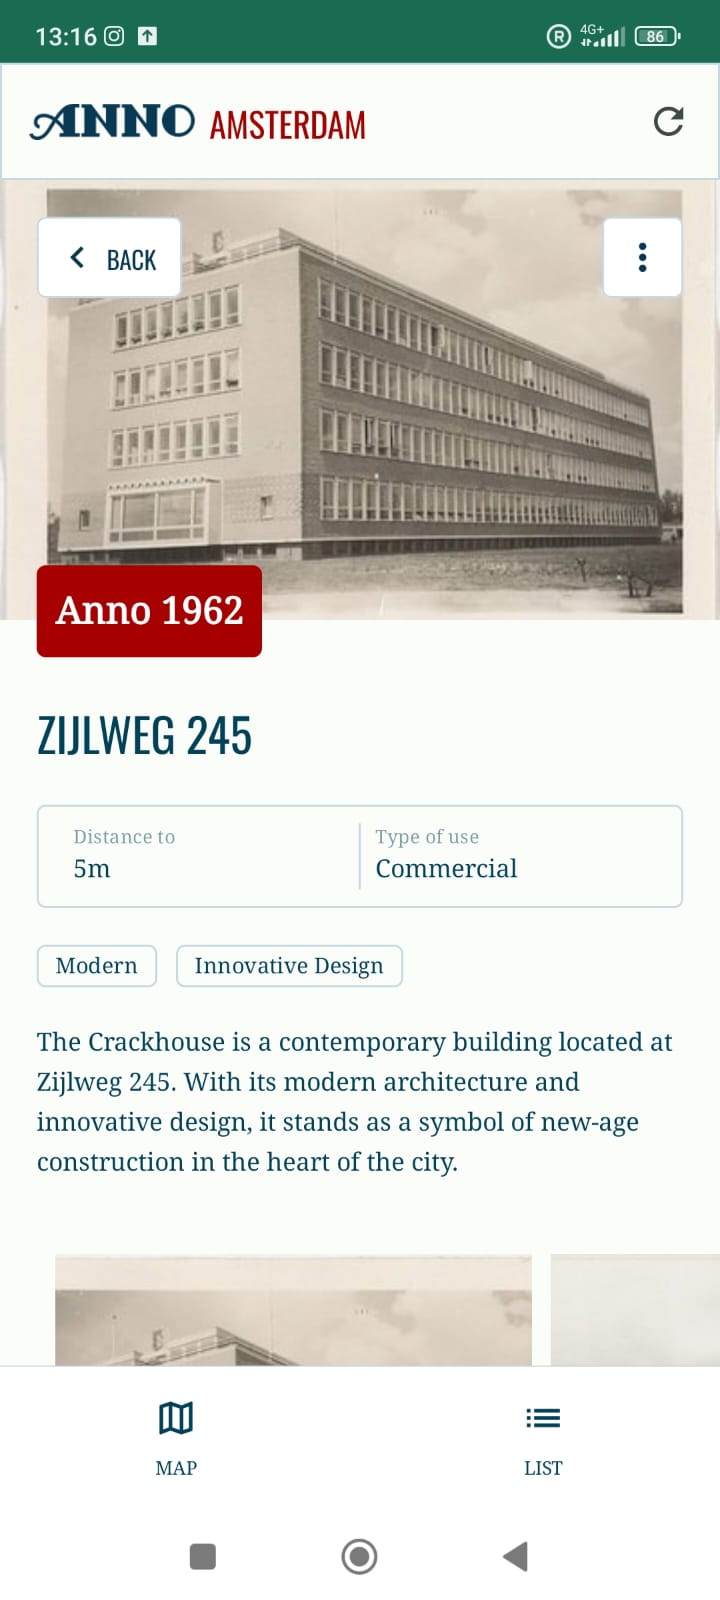 13:16 4G+ 86
ANNO AMSTERDAM
BACK
Anno 1962
ZIJLWEG 245
Distance to
5m
Type of use
Commercial
Modern
Innovative Design
The Crackhouse is a contemporary building located at
Zijlweg 245. With its modern architecture and
innovative design, it stands as a symbol of new-age
construction in the heart of the city.
MAP
LIST